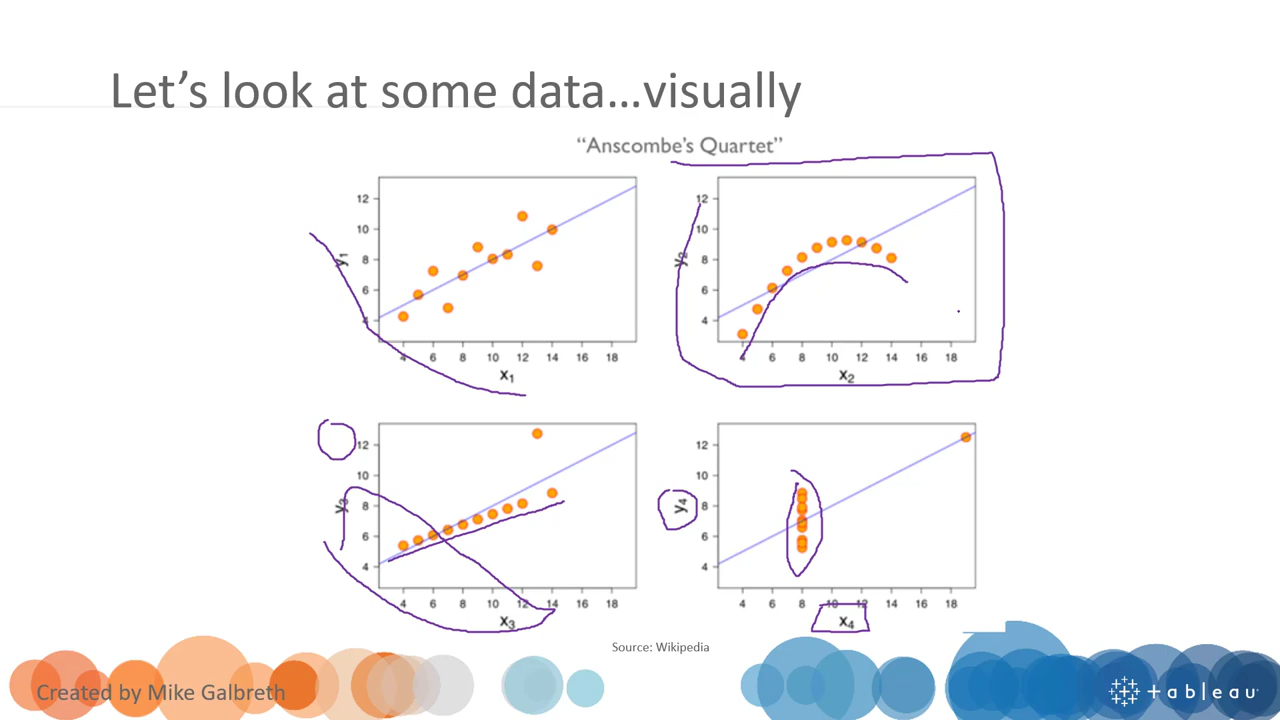 Let's look at some data...visually
"Anscombe's Quartet"
12
10
8
6
4
y1
4 6 8 10 12 14 16 18
x1
12
10
8
6
4
y2
4 6 8 10 12 14 16 18
x2
12
10
8
6
4
y3
4 6 8 10 12 14 16 18
x3
12
10
8
6
4
y4
4 6 8 10 12 14 16 18
x4
Source: Wikipedia
Created by Mike Galbreth
+ableau